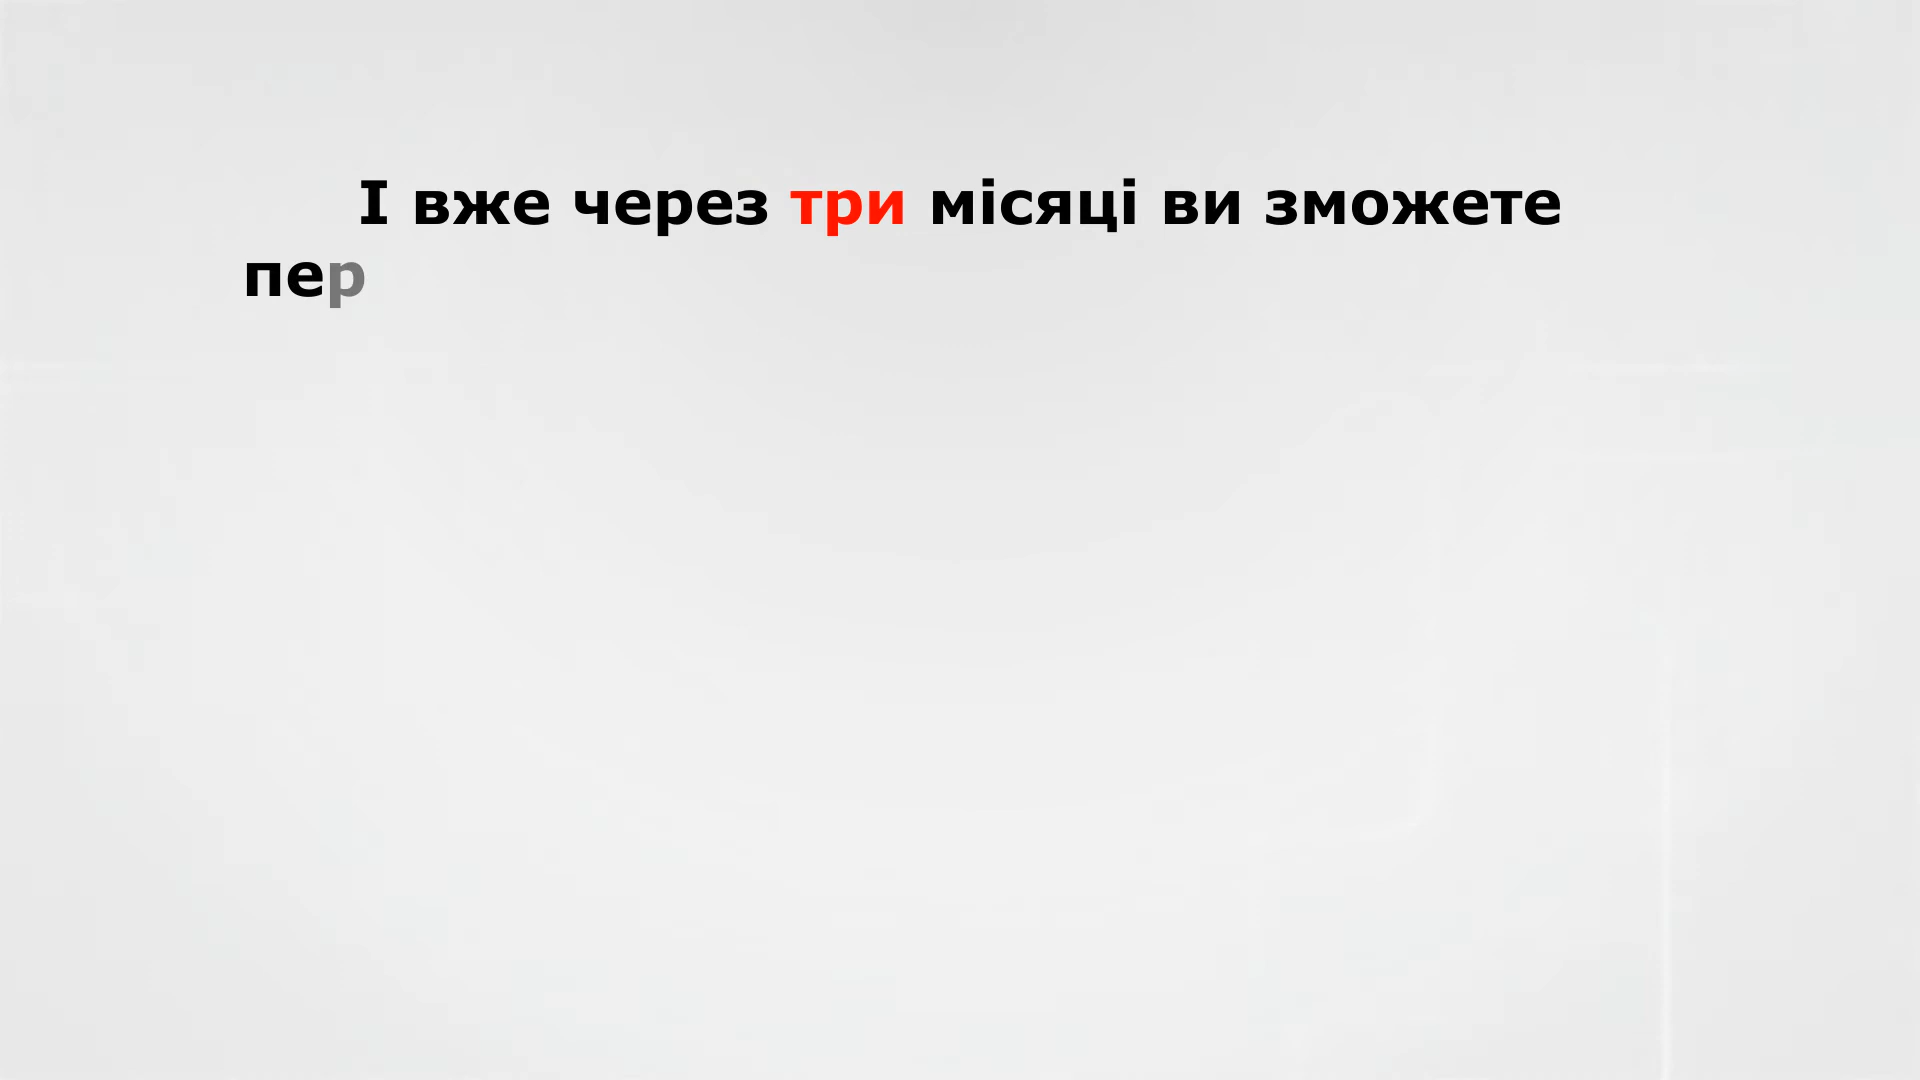 І вже через три місяці ви зможете
пер